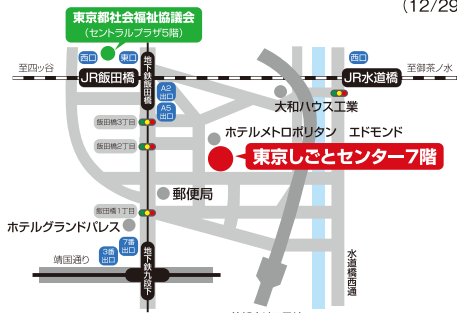 (12/29
東京都社会福祉協議会
(セントラルプラザ5階)
西口
東口
西口
至四ッ谷
JR飯田橋
地下鉄飯田橋
JR水道橋
至御茶ノ水
A2
出口
A5
出口
大和ハウス工業
飯田橋3丁目
ホテルメトロポリタン エドモンド
飯田橋2丁目
東京しごとセンター7階
郵便局
飯田橋1丁目
ホテルグランドパレス
7番
出口
3番
出口
靖国通り
地下鉄九段下
水道橋西通